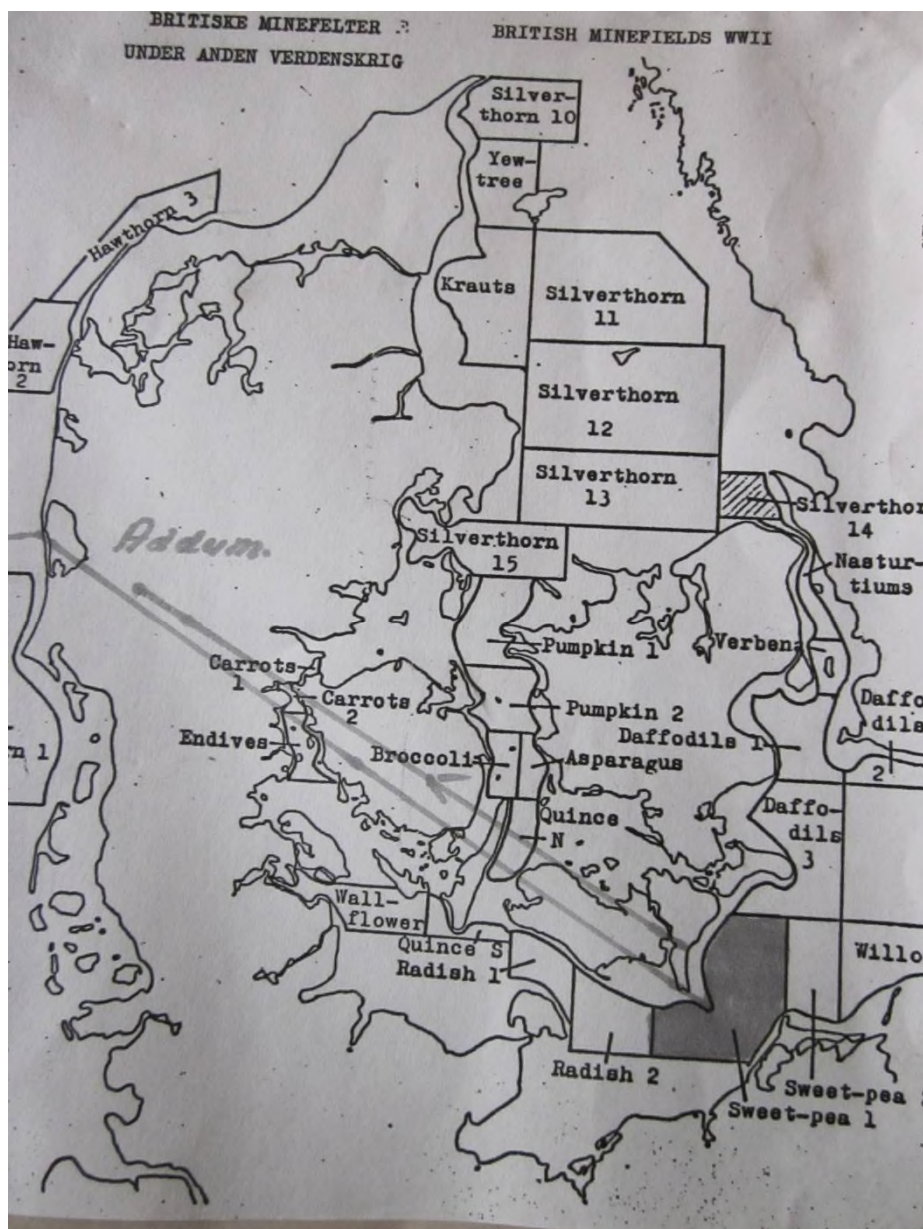 BRITISKE MINEFELTER
UNDER ANDEN VERDENSKRIG
BRITISH MINEFIELDS WWII
Silver-
thorn 10
Yew-
tree
Hawthorn 3
Krauts
Silverthorn
11
Haw-
orn
2
Silverthorn
12
Silverthorn
13
Silverthor
14
Addum.
Silverthorn
15
Nastur-
tiums
Pumpkin 1
Verbena
Carrots
1
Carrots
2
Pumpkin 2
Daffo
dils
2
Endives
Daffodils 1
Broccoli
Asparagus
rn 1
Quince
N
Daffo-
dils
3
Wall-
flower
Quince S
Radish 1
Willo
Radish 2
Sweet-pea
Sweet-pea 1